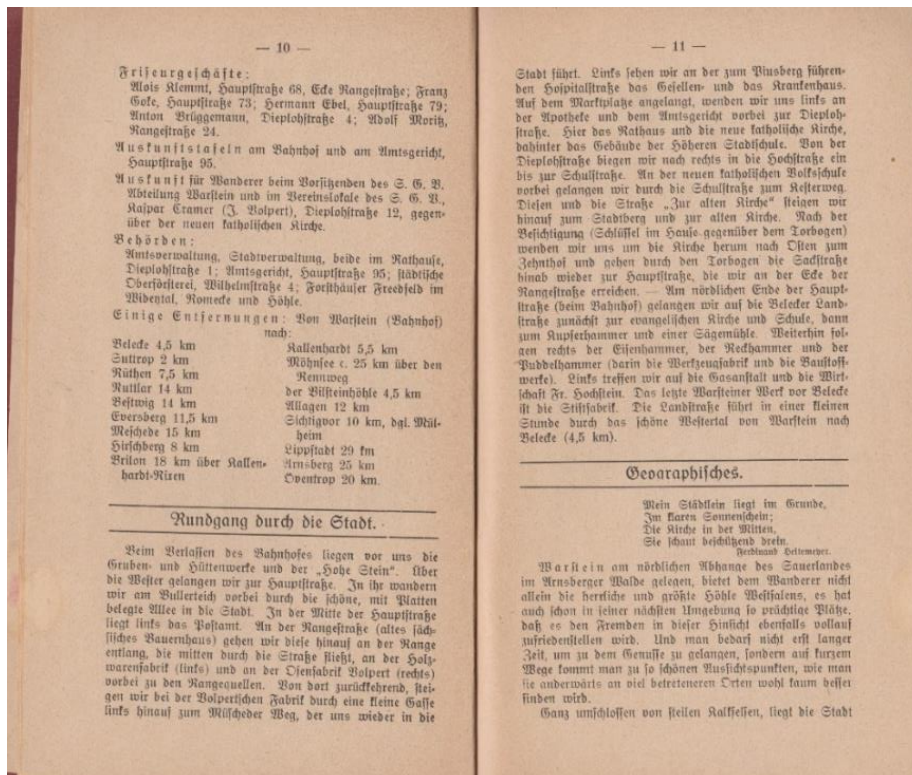 — 10 —
Friseurgeschäfte:
Alois Klemmt, Hauptstraße 68, Ecke Rangestraße; Franz
Goke, Hauptstraße 73; Hermann Ebel, Hauptstraße 79;
Anton Brüggemann, Dieplohstraße 4; Adolf Moritz,
Rangestraße 24.
Auskunftstafeln am Bahnhof und am Amtsgericht,
Hauptstraße 95.
Auskunft für Wanderer beim Vorsitzenden des S. G. V.
Abteilung Warstein und im Vereinslokale des S. G. V.,
Kaspar Cramer (J. Volpert), Dieplohstraße 12, gegen-
über der neuen katholischen Kirche.
Behörden:
Amtsverwaltung, Stadtverwaltung, beide im Rathause,
Dieplohstraße 1; Amtsgericht, Hauptstraße 95; städtische
Oberförsterei, Wilhelmstraße 4; Forsthäuser Freedfeld im
Wideytal, Romecke und Höhle.
Einige Entfernungen: Von Warstein (Bahnhof)
nach:
Belecke 4,5 km
Suttrop 2 km
Rüthen 7,5 km
Nuttlar 14 km
Bestwig 14 km
Eversberg 11,5 km
Meschede 15 km
Hirschberg 8 km
Brilon 18 km über Kallen-
hardt-Rixen
Kallenhardt 5,5 km
Möhnsee c. 25 km über den
Rennweg
der Bilsteinhöhle 4,5 km
Allagen 12 km
Sichtigvor 10 km, dgl. Mül-
heim
Lippstadt 29 km
Arnsberg 25 km
Oventrop 20 km.
Rundgang durch die Stadt.
Beim Verlassen des Bahnhofes liegen vor uns die
Gruben- und Hüttenwerke und der „Hohe Stein“. Über
die Wester gelangen wir zur Hauptstraße. In ihr wandern
wir am Bullerteich vorbei durch die schöne, mit Platten
belegte Allee in die Stadt. In der Mitte der Hauptstraße
liegt links das Postamt. An der Rangestraße (altes säch-
sisches Bauernhaus) gehen wir diese hinauf an der Range
entlang, die mitten durch die Straße fließt, an der Holz-
warenfabrik (links) und an der Ofenfabrik Volpert (rechts)
vorbei zu den Rangequellen. Von dort zurückkehrend, stei-
gen wir bei der Volpertschen Fabrik durch eine kleine Gasse
links hinauf zum Müscheder Weg, der uns wieder in die
— 11 —
Stadt führt. Links sehen wir an der zum Piusberg führen-
den Hospitalstraße das Gesellen- und das Krankenhaus.
Auf dem Marktplatze angelangt, wenden wir uns links an
der Apotheke und dem Amtsgericht vorbei zur Dieploh-
straße. Hier das Rathaus und die neue katholische Kirche,
dahinter das Gebäude der Höheren Stadtschule. Von der
Dieplohstraße biegen wir nach rechts in die Hochstraße ein
bis zur Schulstraße. An der neuen katholischen Volksschule
vorbei gelangen wir durch die Schulstraße zum Kesterweg.
Diesen und die Straße „Zur alten Kirche“ steigen wir
hinauf zum Stadtberg und zur alten Kirche. Nach der
Besichtigung (Schlüssel im Hause gegenüber dem Torbogen)
wenden wir uns um die Kirche herum nach Osten zum
Zehnthof und gehen durch den Torbogen die Sackstraße
hinab wieder zur Hauptstraße, die wir an der Ecke der
Rangestraße erreichen. — Am nördlichen Ende der Haupt-
straße (beim Bahnhof) gelangen wir auf die Belecker Land-
straße zunächst zur evangelischen Kirche und Schule, dann
zum Kupferhammer und einer Sägemühle. Weiterhin fol-
gen rechts der Eisenhammer, der Reckhammer und der
Puddelhammer (darin die Werkzeugfabrik und die Baustoff-
werke). Links treffen wir auf die Gasanstalt und die Wirt-
schaft Fr. Hochstein. Das letzte Warsteiner Werk vor Belecke
ist die Stiftsabrik. Die Landstraße führt in einer kleinen
Stunde durch das schöne Westertal von Warstein nach
Belecke (4,5 km).
Geographisches.
Mein Städtlein liegt im Grunde,
Im klaren Sonnenschein;
Die Kirche in der Mitten,
Sie schaut beschützend drein.
Ferdinand Heltemeyer.
Warstein am nördlichen Abhange des Sauerlandes
im Arnsberger Walde gelegen, bietet dem Wanderer nicht
allein die herrliche und größte Höhle Westfalens, es hat
auch schon in seiner nächsten Umgebung so prächtige Plätze,
daß es den Fremden in dieser Hinsicht ebenfalls vollauf
zufriedenstellen wird. Und man bedarf nicht erst langer
Zeit, um zu dem Genusse zu gelangen, sondern auf kurzem
Wege kommt man zu so schönen Aussichtspunkten, wie man
sie anderwärts an viel betreteneren Orten wohl kaum besser
finden wird.
Ganz umschlossen von steilen Kalkfelsen, liegt die Stadt